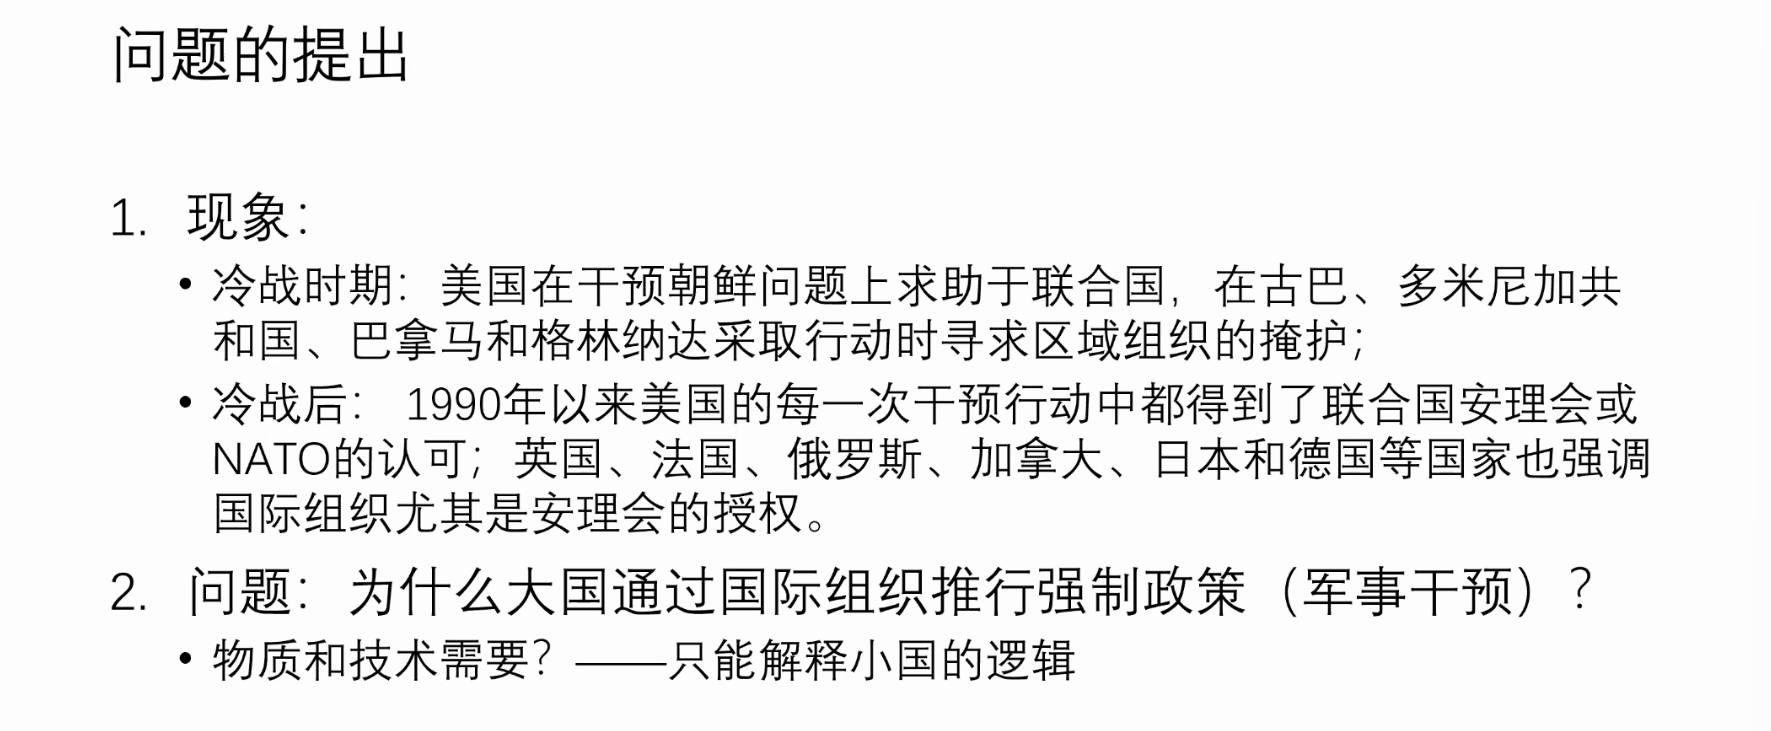 问题的提出
1. 现象：
• 冷战时期：美国在干预朝鲜问题上求助于联合国，在古巴、多米尼加共
和国、巴拿马和格林纳达采取行动时寻求区域组织的掩护；
• 冷战后： 1990年以来美国的每一次干预行动中都得到了联合国安理会或
NATO的认可；英国、法国、俄罗斯、加拿大、日本和德国等国家也强调
国际组织尤其是安理会的授权。
2. 问题：为什么大国通过国际组织推行强制政策（军事干预）？
• 物质和技术需要？——只能解释小国的逻辑